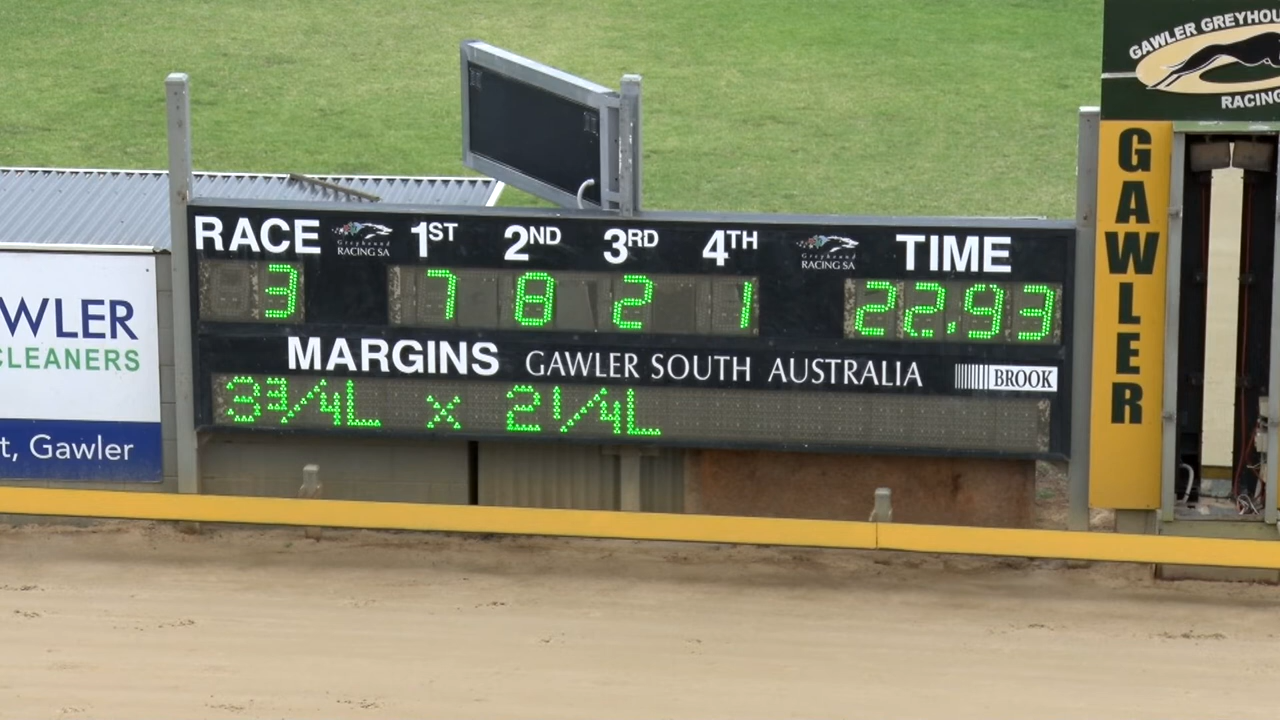 GAWLER GREYHOU
RACING
GAWLER
RACE
Greyhound
RACING SA
1ST 2ND 3RD 4TH
Greyhound
RACING SA
TIME
3 7 8 2 1 22.93
MARGINS GAWLER SOUTH AUSTRALIA BROOK
3¾L x 2¼L
WLER
CLEANERS
t, Gawler